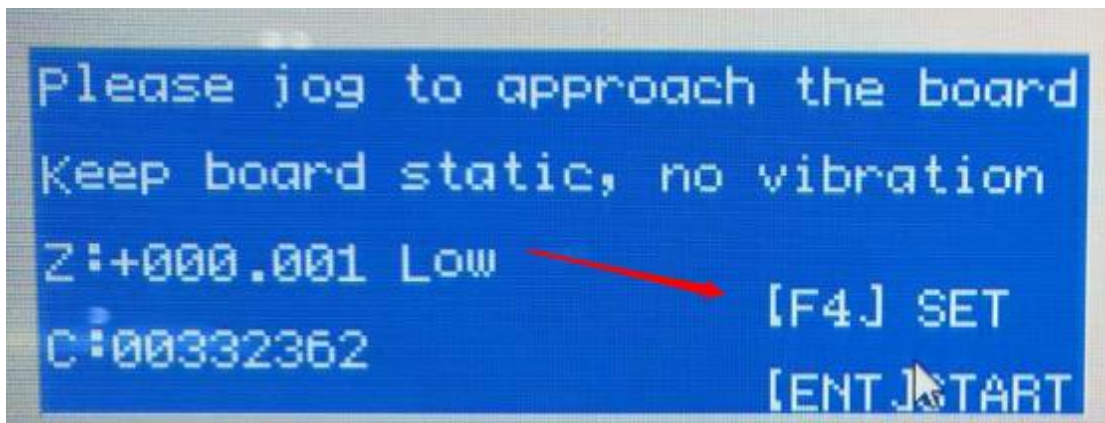 Please jog to approach the board
Keep board static, no vibration
Z:+000.001 Low
[F4] SET
C:00332362
[ENT]START